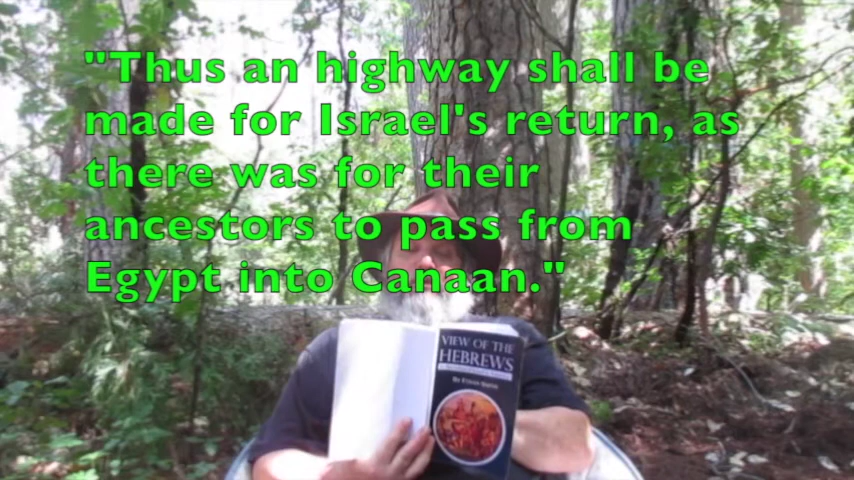 "Thus an highway shall be
made for Israel's return, as
there was for their
ancestors to pass from
Egypt into Canaan."
VIEW OF THE
HEBREWS
By Ethan Smith